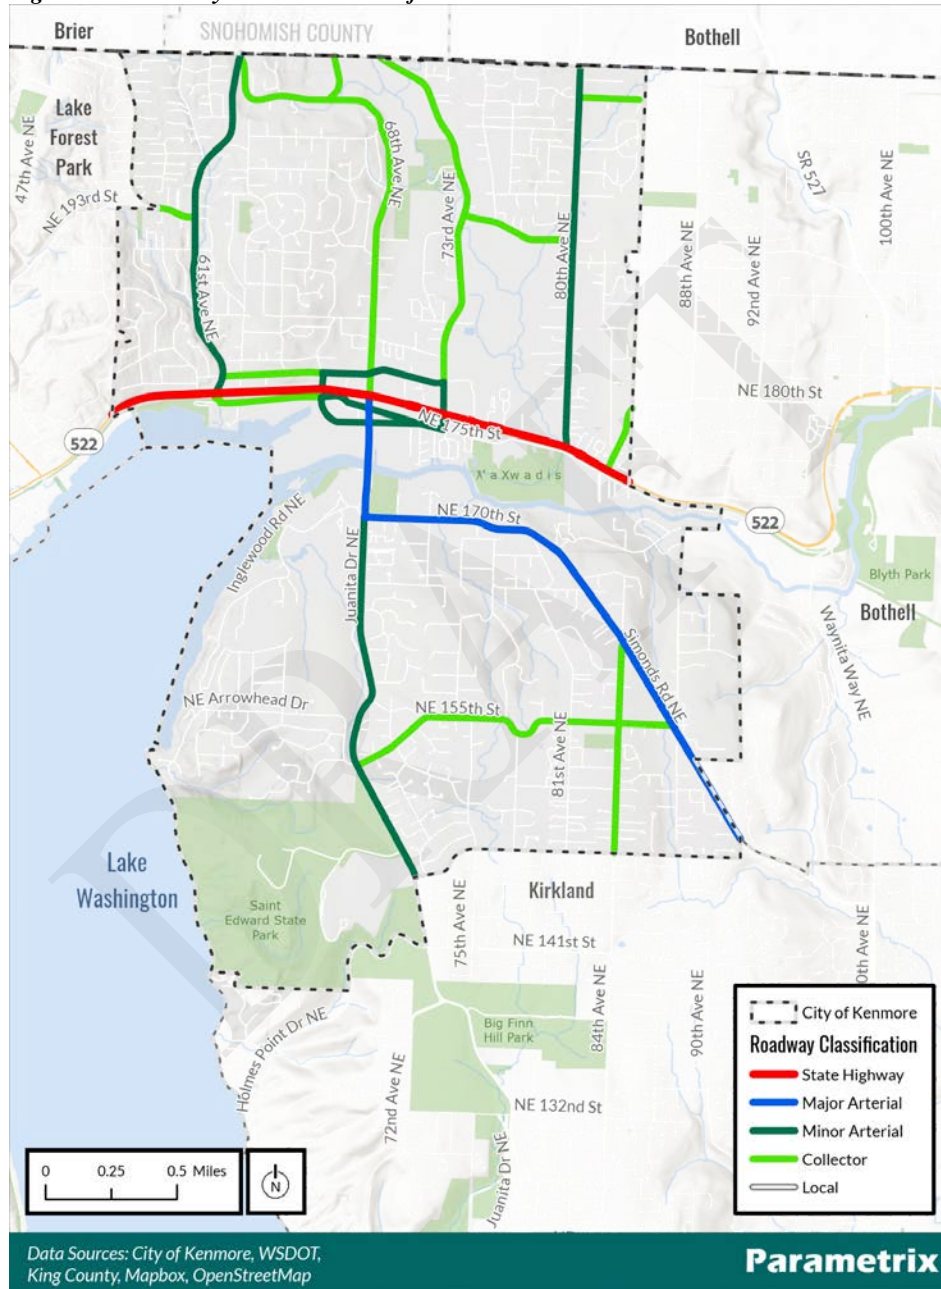 Brier
SNOHOMISH COUNTY
Bothell
Lake
Forest
Park
47th Ave NE
NE 193rd St
68th Ave NE
73rd Ave NE
61st Ave NE
80th Ave NE
88th Ave NE
92nd Ave NE
SR 527
100th Ave NE
NE 180th St
522
NE 175th St
NE 170th St
522
Inglewood Rd NE
Juanita Dr NE
Simonds Rd NE
Blyth Park
Bothell
Waynita Way NE
NE Arrowhead Dr
NE 155th St
81st Ave NE
DRAFT
Lake
Washington
Saint
Edward State
Park
Kirkland
75th Ave NE
NE 141st St
84th Ave NE
90th Ave NE
Big Finn
Hill Park
Holmes Point Dr NE
72nd Ave NE
NE 132nd St
Juanita Dr NE
City of Kenmore
Roadway Classification
State Highway
Major Arterial
Minor Arterial
Collector
Local
0 0.25 0.5 Miles
N
Data Sources: City of Kenmore, WSDOT,
King County, Mapbox, OpenStreetMap
Parametrix